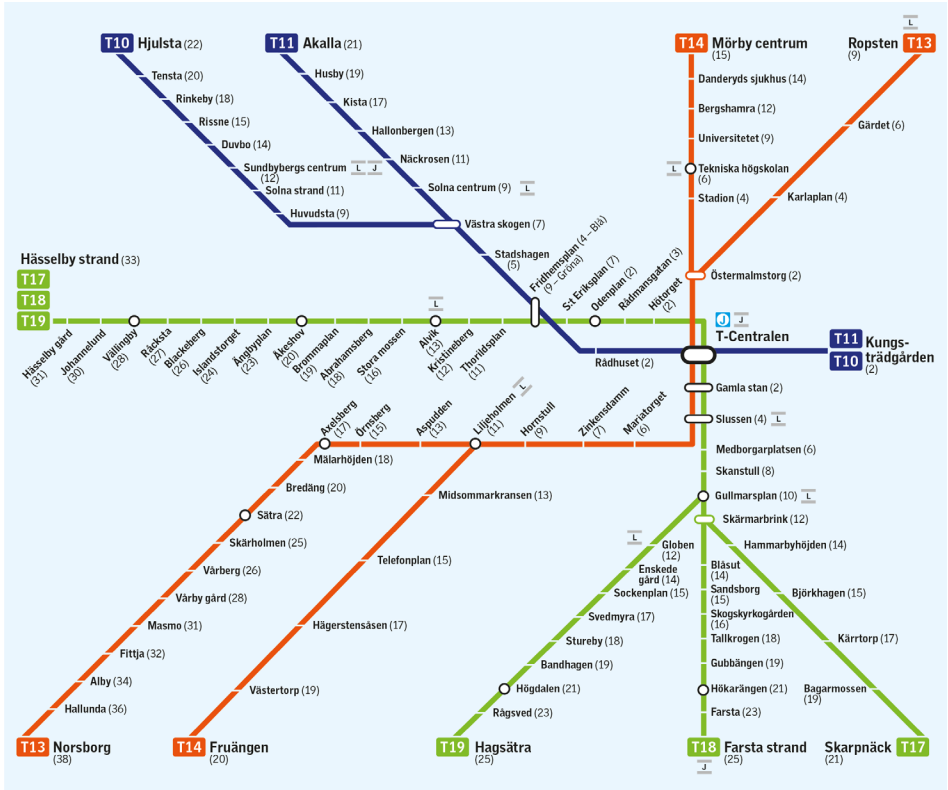 T10 Hjulsta (22)
Tensta (20)
Rinkeby (18)
Rissne (15)
Duvbo (14)
Sundbybergs centrum
(12)
L J
Solna strand (11)
Huvudsta (9)
T11 Akalla (21)
Husby (19)
Kista (17)
Hallonbergen (13)
Näckrosen (11)
Solna centrum (9)
L
Västra skogen (7)
Stadshagen
(5)
Fridhemsplan (4 – Blå)
(9 – Gröna)
T14 Mörby centrum
(15)
Danderyds sjukhus (14)
Bergshamra (12)
Universitetet (9)
L
Tekniska högskolan
(6)
Stadion (4)
L
Ropsten T13
(9)
Gärdet (6)
Karlaplan (4)
Östermalmstorg (2)
Hässelby strand (33)
T17
T18
T19
Hässelby gård
(31)
Johannelund
(30)
Vällingby
(28)
Råcksta
(27)
Blackeberg
(26)
Islandstorget
(24)
Ängbyplan
(23)
Åkeshov
(20)
Brommaplan
(19)
Abrahamsberg
(18)
Stora mossen
(16)
L
Alvik
(13)
Kristineberg
(12)
Thorildsplan
(11)
S:t Eriksplan (7)
Odenplan (2)
Rådmansgatan (3)
Hötorget
(2)
Rådhuset (2)
J J
T-Centralen
T11
T10
Kungs-
trädgården
(2)
Gamla stan (2)
Slussen (4)
L
Medborgarplatsen (6)
Skanstull (8)
Gullmarsplan (10)
L
Skärmarbrink (12)
Axelsberg
(17)
Örnsberg
(15)
Aspudden
(13)
Liljeholmen
(11)
L
Hornstull
(9)
Zinkensdamm
(7)
Mariatorget
(6)
Mälarhöjden (18)
Bredäng (20)
Sätra (22)
Skärholmen (25)
Vårberg (26)
Vårby gård (28)
Masmo (31)
Fittja (32)
Alby (34)
Hallunda (36)
T13 Norsborg
(38)
Midsommarkransen (13)
Telefonplan (15)
Hägerstensåsen (17)
Västertorp (19)
T14 Fruängen
(20)
L
Globen
(12)
Enskede
gård (14)
Sockenplan (15)
Svedmyra (17)
Stureby (18)
Bandhagen (19)
Högdalen (21)
Rågsved (23)
T19 Hagsätra
(25)
Blåsut
(14)
Sandsborg
(15)
Skogskyrkogården
(16)
Tallkrogen (18)
Gubbängen (19)
Hökarängen (21)
Farsta (23)
T18 Farsta strand
(25)
J
Hammarbyhöjden (14)
Björkhagen (15)
Kärrtorp (17)
Bagarmossen
(19)
Skarpnäck T17
(21)